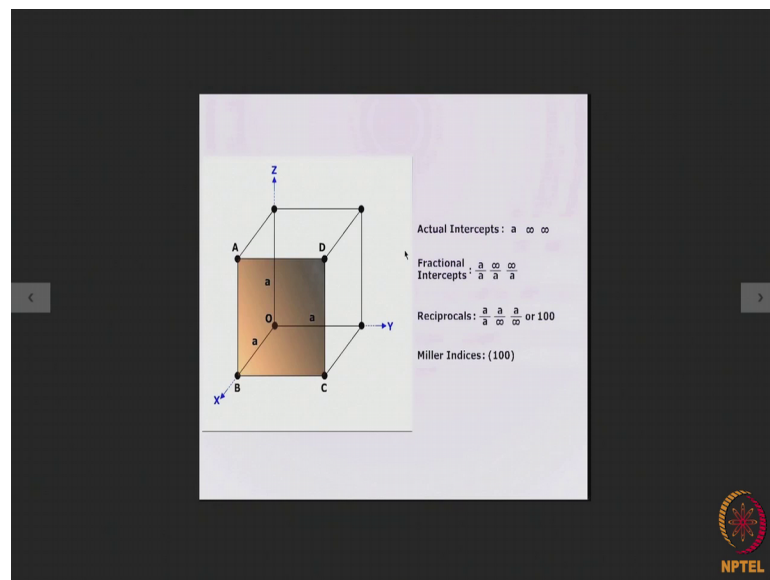 Z
A
D
a
O
a
Y
a
B
C
X
Actual Intercepts : a ∞ ∞
Fractional
Intercepts : a/a ∞/a ∞/a
Reciprocals : a/a a/∞ a/∞ or 100
Miller Indices: (100)
NPTEL